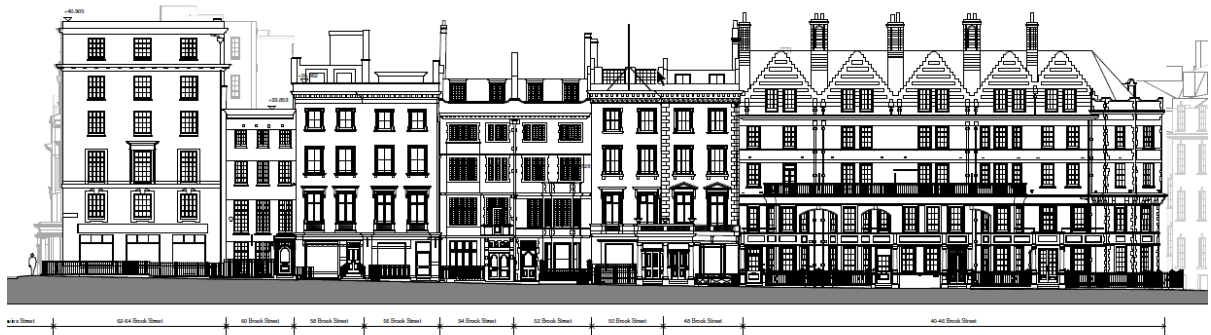 +40.905
+33.853
62-64 Brook Street
60 Brook Street
58 Brook Street
56 Brook Street
54 Brook Street
52 Brook Street
50 Brook Street
48 Brook Street
40-46 Brook Street